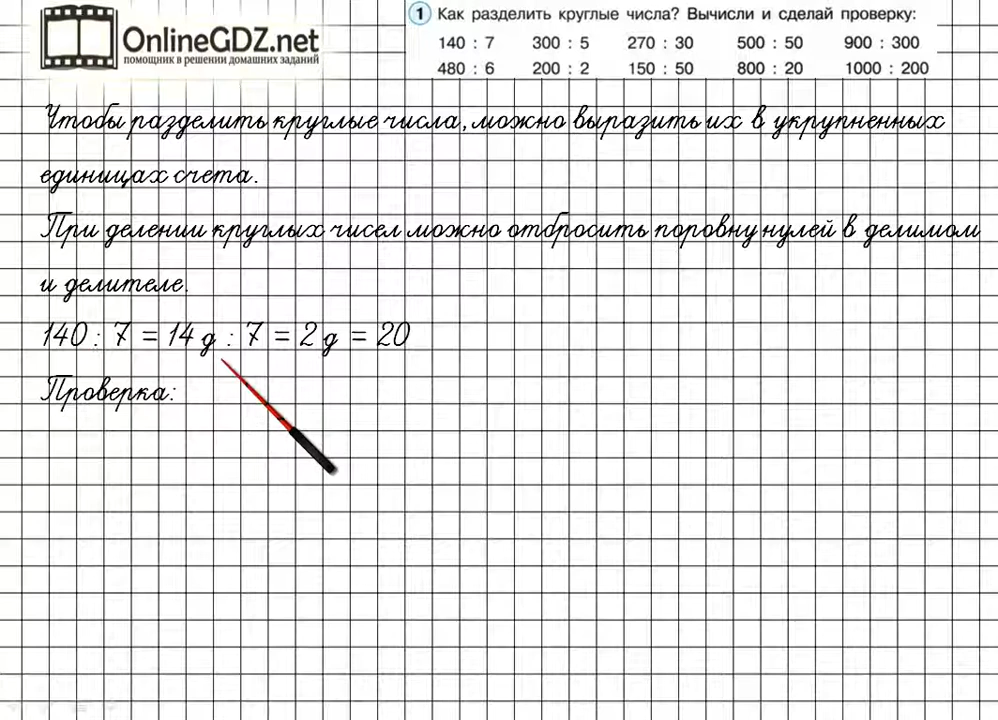 OnlineGDZ.net
помощник в решении домашних заданий
1 Как разделить круглые числа? Вычисли и сделай проверку:
140 : 7 300 : 5 270 : 30 500 : 50 900 : 300
480 : 6 200 : 2 150 : 50 800 : 20 1000 : 200
Чтобы разделить круглые числа, можно выразить их в укрупненных
единицах счета.
При делении круглых чисел можно отбросить поровну нулей в делимом
и делителе.
140 : 7 = 14 д : 7 = 2 д = 20
Проверка: